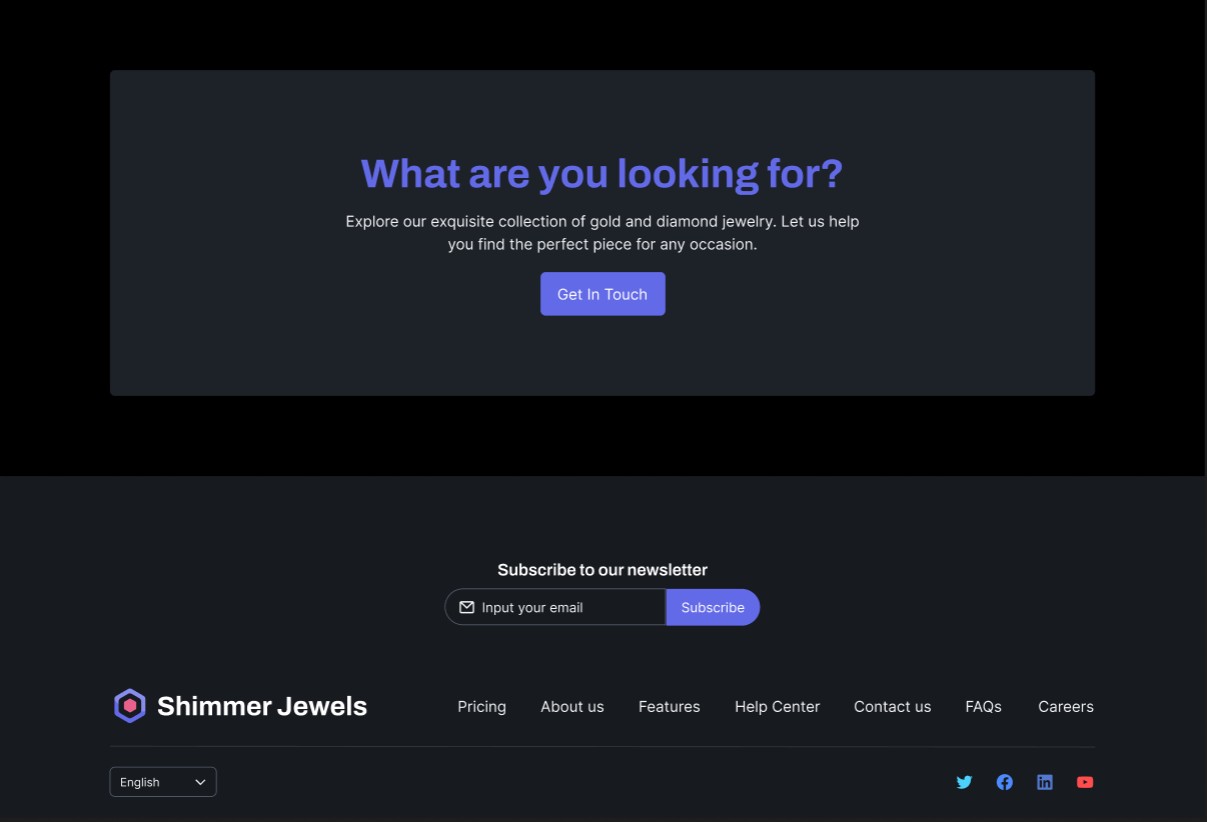 What are you looking for?
Explore our exquisite collection of gold and diamond jewelry. Let us help
you find the perfect piece for any occasion.
Get In Touch
Subscribe to our newsletter
Input your email
Subscribe
Shimmer Jewels
Pricing
About us
Features
Help Center
Contact us
FAQs
Careers
English